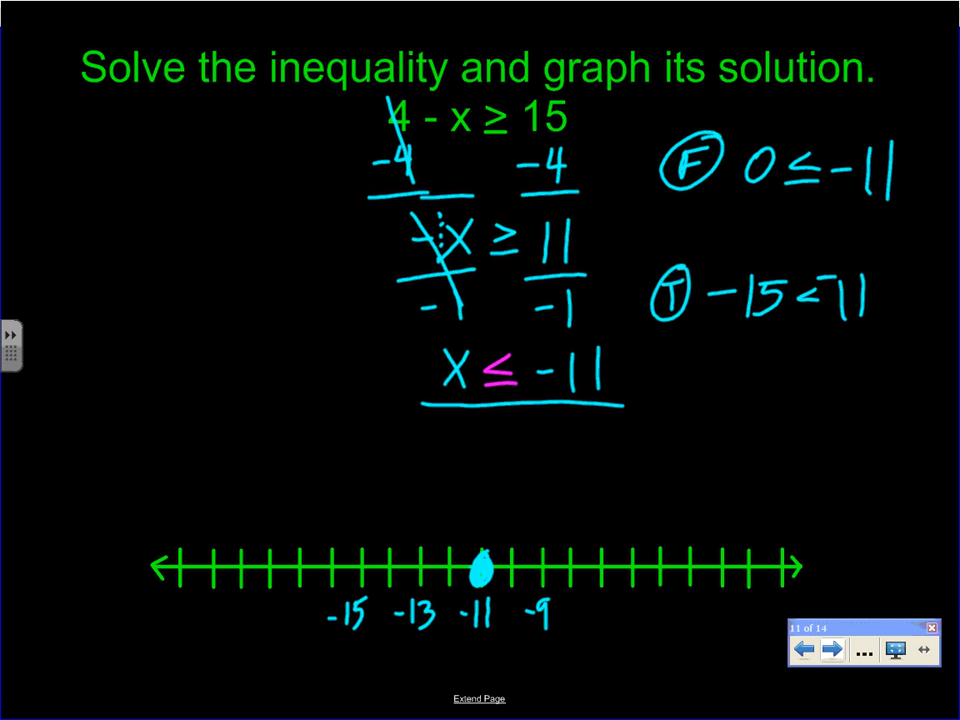 Solve the inequality and graph its solution.
4 - x ≥ 15
-4 -4
-x ≥ 11
-1 -1
x ≤ -11
F 0 ≤ -11
T -15 < -11
-15 -13 -11 -9
11 of 14
...
Extend Page